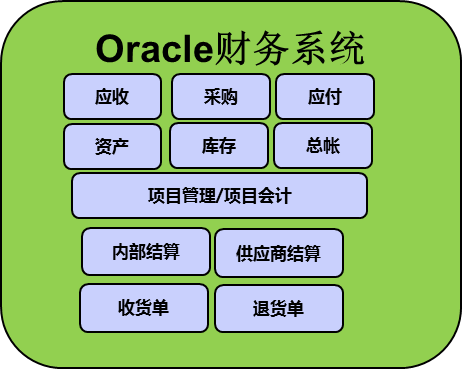 Oracle财务系统
应收 采购 应付
资产 库存 总帐
项目管理/项目会计
内部结算 供应商结算
收货单 退货单